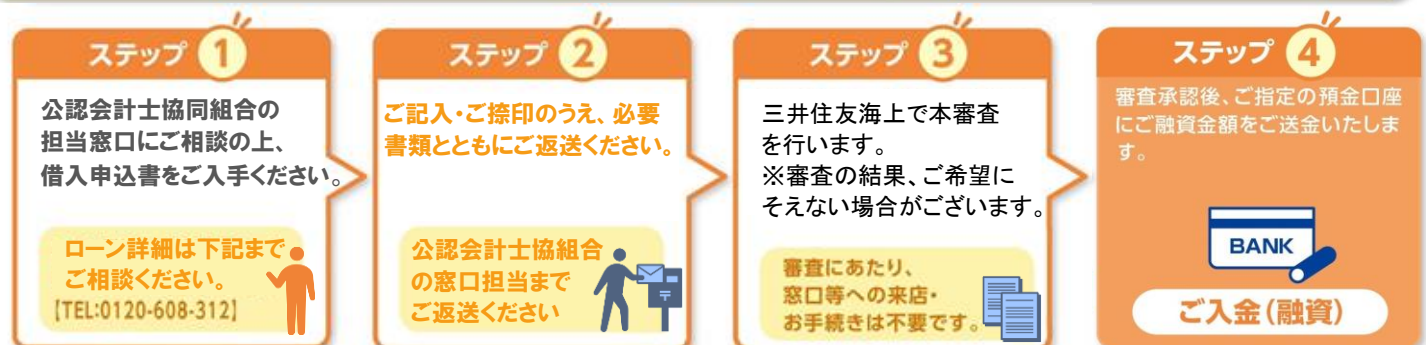 ステップ 1
公認会計士協同組合の
担当窓口にご相談の上、
借入申込書をご入手ください。
ローン詳細は下記まで
ご相談ください。
【TEL:0120-608-312】
ステップ 2
ご記入・ご捺印のうえ、必要
書類とともにご返送ください。
公認会計士協組合
の窓口担当まで
ご返送ください
ステップ 3
三井住友海上で本審査
を行います。
※審査の結果、ご希望に
そえない場合がございます。
審査にあたり、
窓口等への来店・
お手続きは不要です。
ステップ 4
審査承認後、ご指定の預金口座
にご融資金額をご送金いたしま
す。
BANK
ご入金(融資)